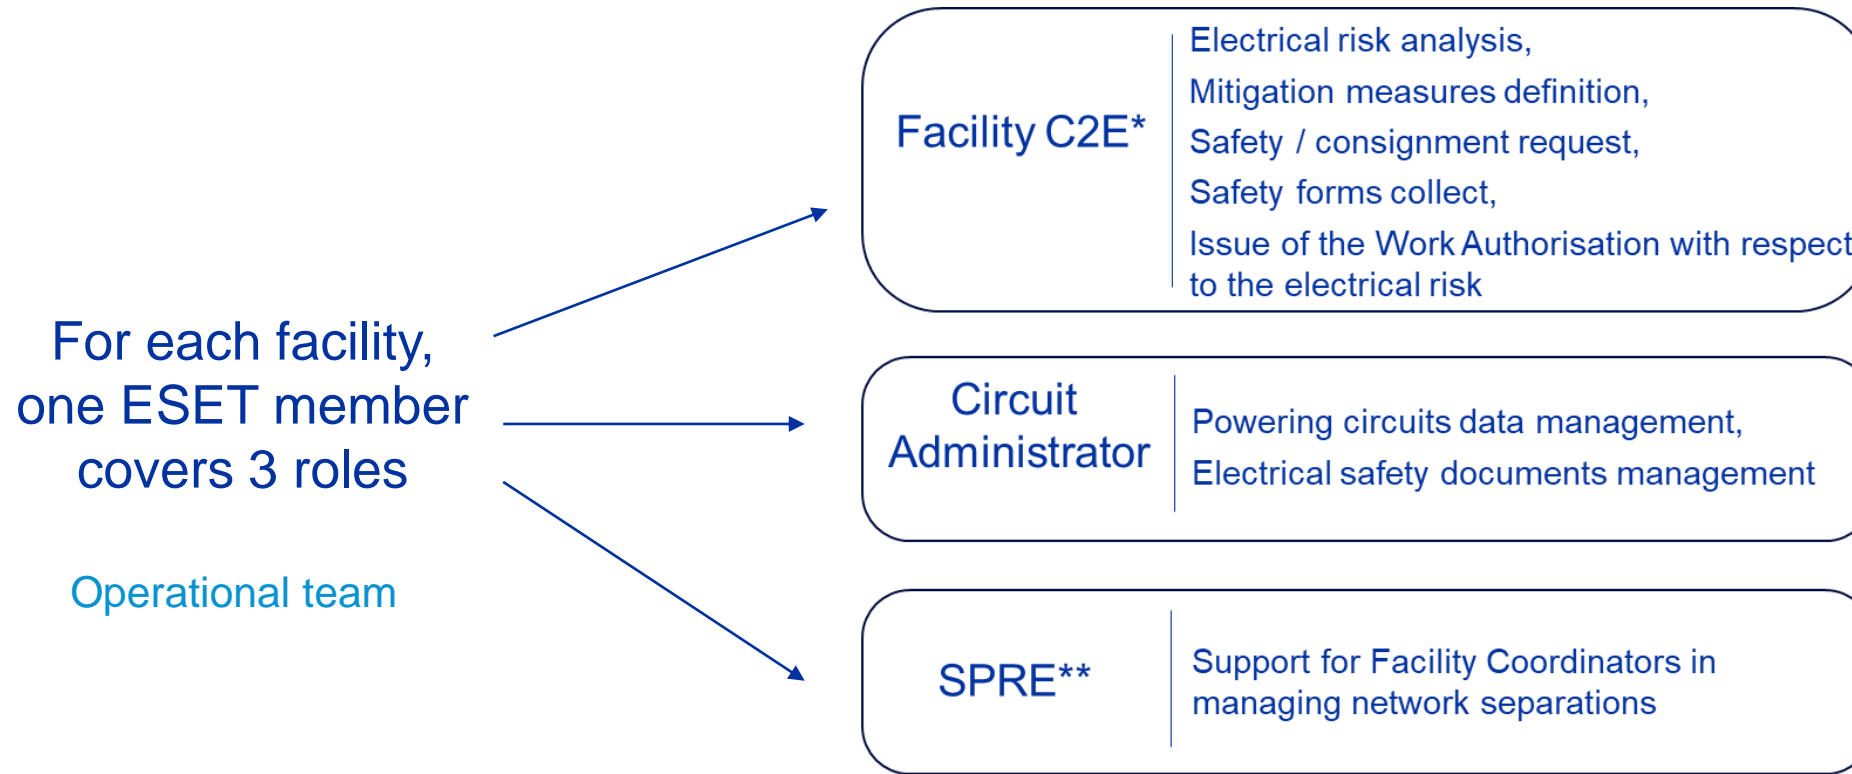 For each facility,
one ESET member
covers 3 roles
Operational team
Facility C2E*
Electrical risk analysis,
Mitigation measures definition,
Safety / consignment request,
Safety forms collect,
Issue of the Work Authorisation with respect
to the electrical risk
Circuit
Administrator
Powering circuits data management,
Electrical safety documents management
SPRE**
Support for Facility Coordinators in
managing network separations